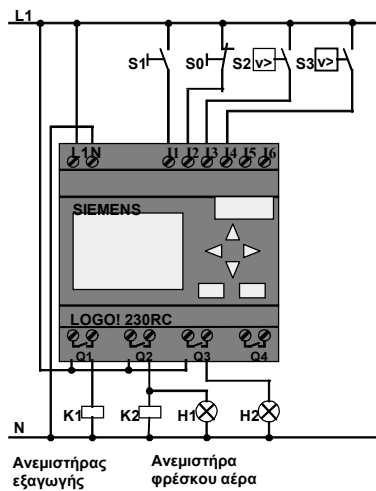 L1
S1 S0 S2 v> S3 v>
L1 N I1 I2 I3 I4 I5 I6
SIEMENS
LOGO! 230RC
Q1 Q2 Q3 Q4
K1 K2 H1 H2
N
Ανεμιστήρας εξαγωγής
Ανεμιστήρα φρέσκου αέρα